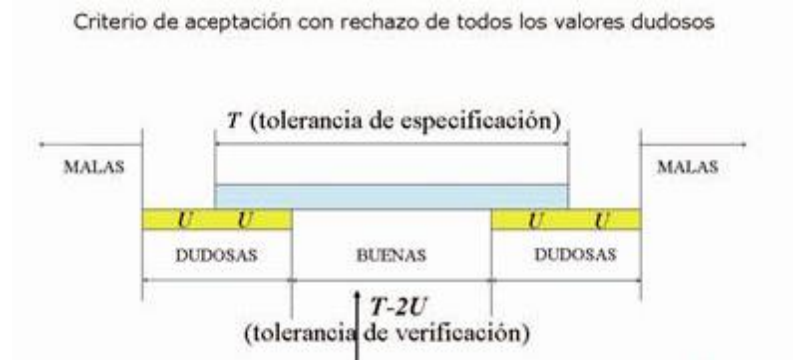 Criterio de aceptación con rechazo de todos los valores dudosos
T (tolerancia de especificación)
MALAS
MALAS
U U
U U
DUDOSAS
BUENAS
DUDOSAS
T-2U
(tolerancia de verificación)